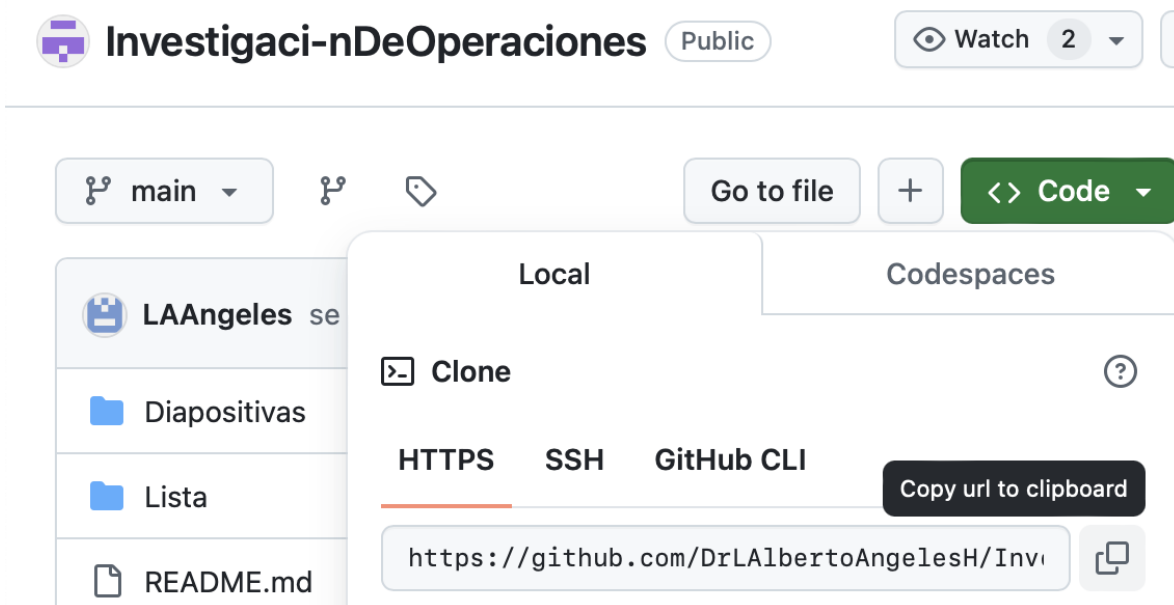 Investigaci-nDeOperaciones Public Watch 2
main Go to file + <> Code
Local Codespaces
LAAngeles se
Clone
Diapositivas
HTTPS SSH GitHub CLI
Copy url to clipboard
Lista
https://github.com/DrLAlbertoAngelesH/Inv
README.md